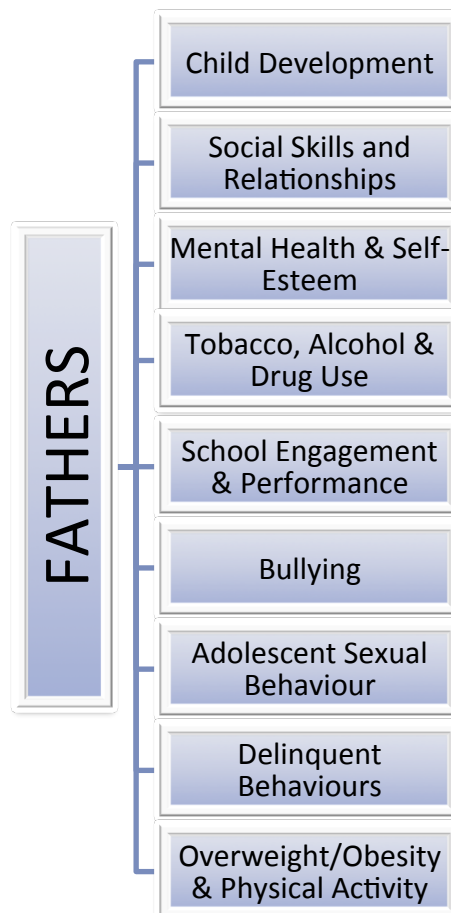 FATHERS
Child Development
Social Skills and
Relationships
Mental Health & Self-
Esteem
Tobacco, Alcohol &
Drug Use
School Engagement
& Performance
Bullying
Adolescent Sexual
Behaviour
Delinquent
Behaviours
Overweight/Obesity
& Physical Activity